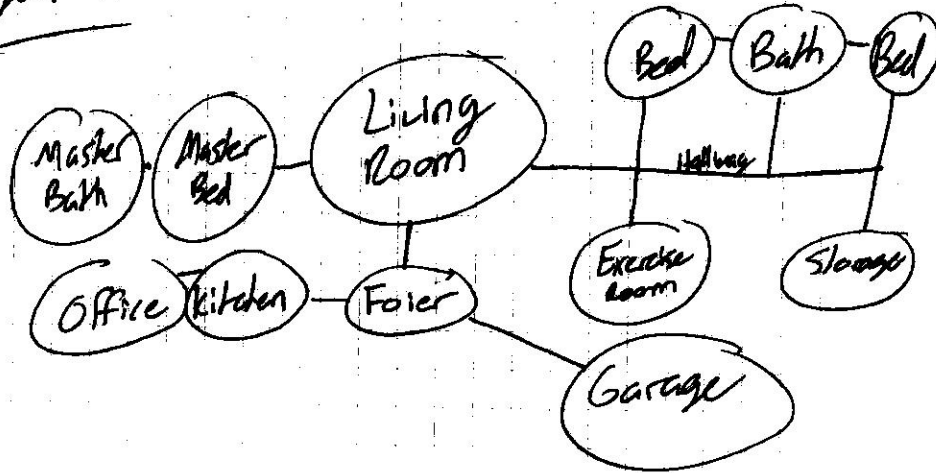 Bed
Bath
Bed
Living
Room
Master
Bath
Master
Bed
Hallway
Exercise
Room
Storage
Office
Kitchen
Foier
Garage